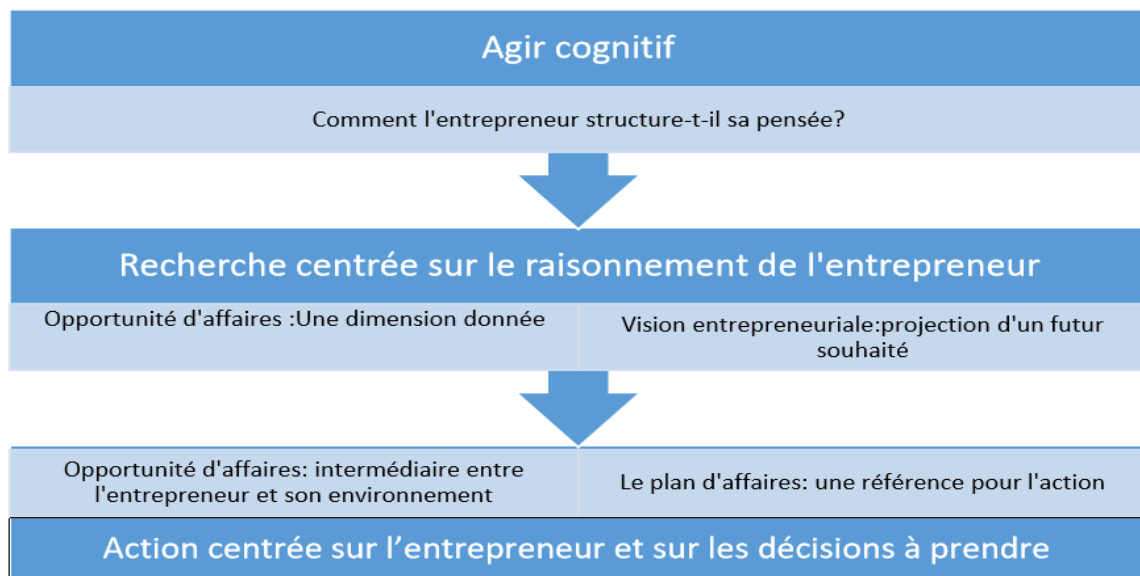 Agir cognitif
Comment l'entrepreneur structure-t-il sa pensée?
Recherche centrée sur le raisonnement de l'entrepreneur
Opportunité d'affaires :Une dimension donnée
Vision entrepreneuriale:projection d'un futur
souhaité
Opportunité d'affaires: intermédiaire entre
l'entrepreneur et son environnement
Le plan d'affaires: une référence pour l'action
Action centrée sur l’entrepreneur et sur les décisions à prendre